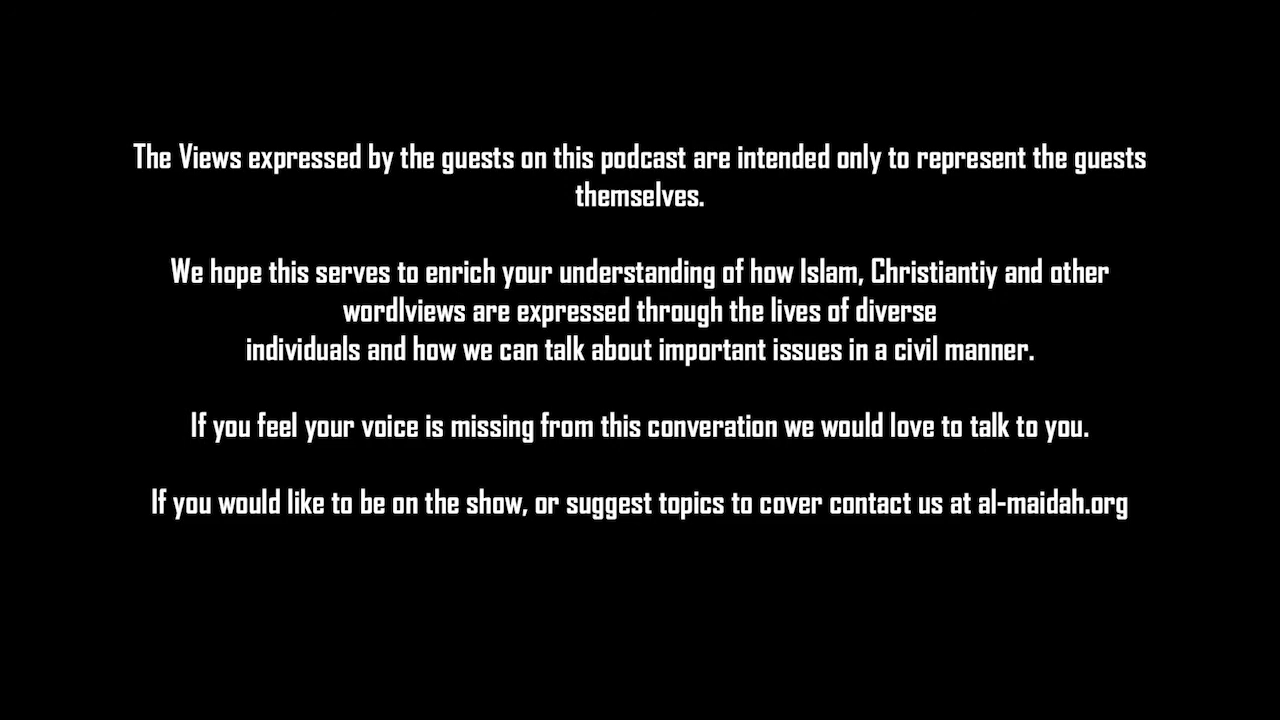 The Views expressed by the guests on this podcast are intended only to represent the guests
themselves.
We hope this serves to enrich your understanding of how Islam, Christiantiy and other
wordlviews are expressed through the lives of diverse
individuals and how we can talk about important issues in a civil manner.
If you feel your voice is missing from this converation we would love to talk to you.
If you would like to be on the show, or suggest topics to cover contact us at al-maidah.org